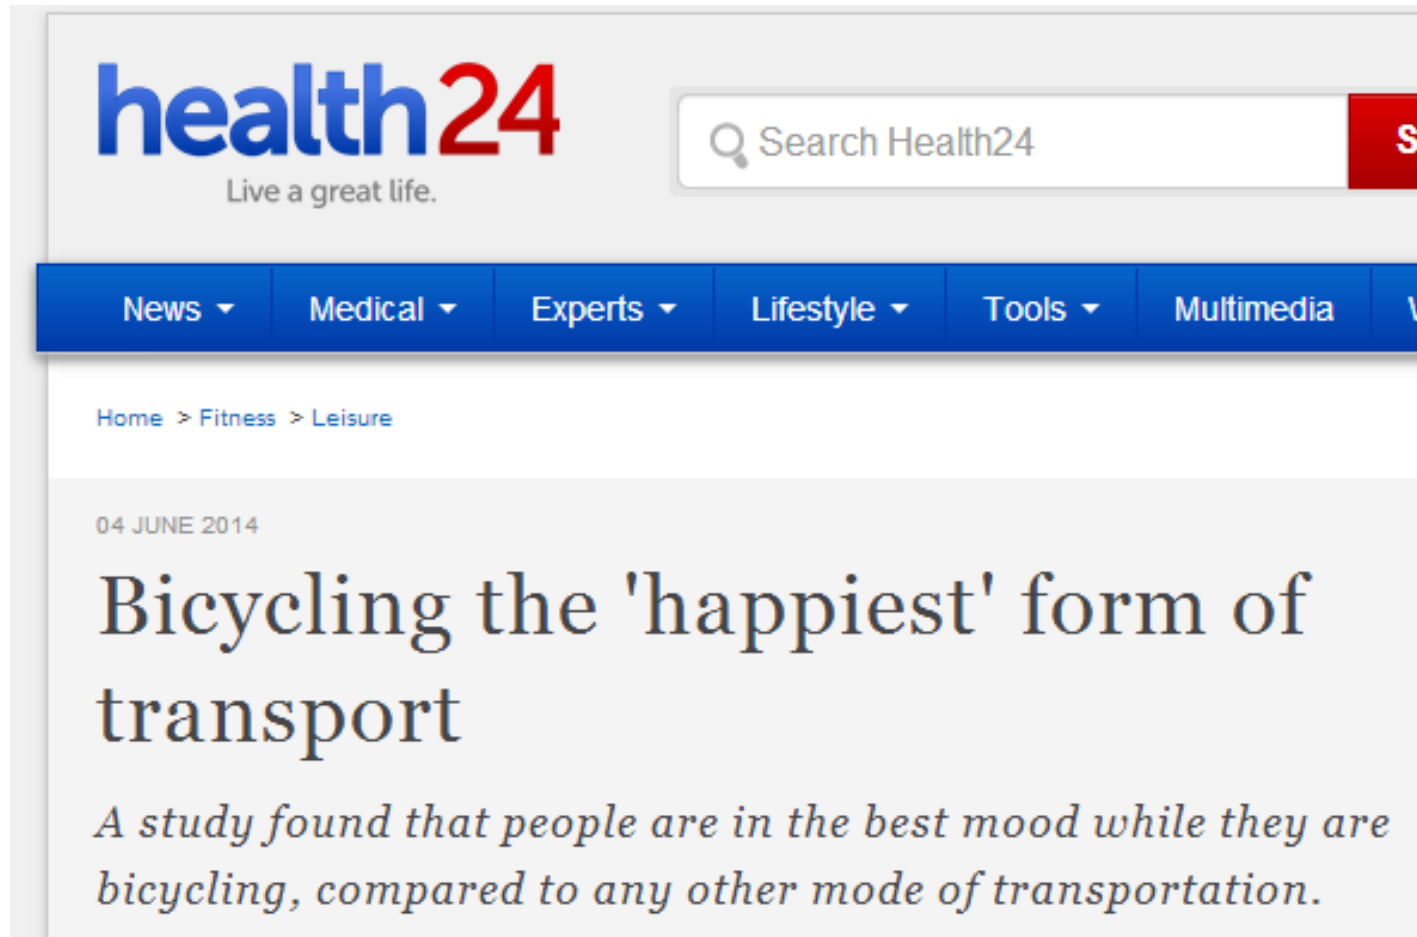 health24
Live a great life.
Search Health24
S
News
Medical
Experts
Lifestyle
Tools
Multimedia
Home > Fitness > Leisure
04 JUNE 2014
Bicycling the 'happiest' form of
transport
A study found that people are in the best mood while they are
bicycling, compared to any other mode of transportation.